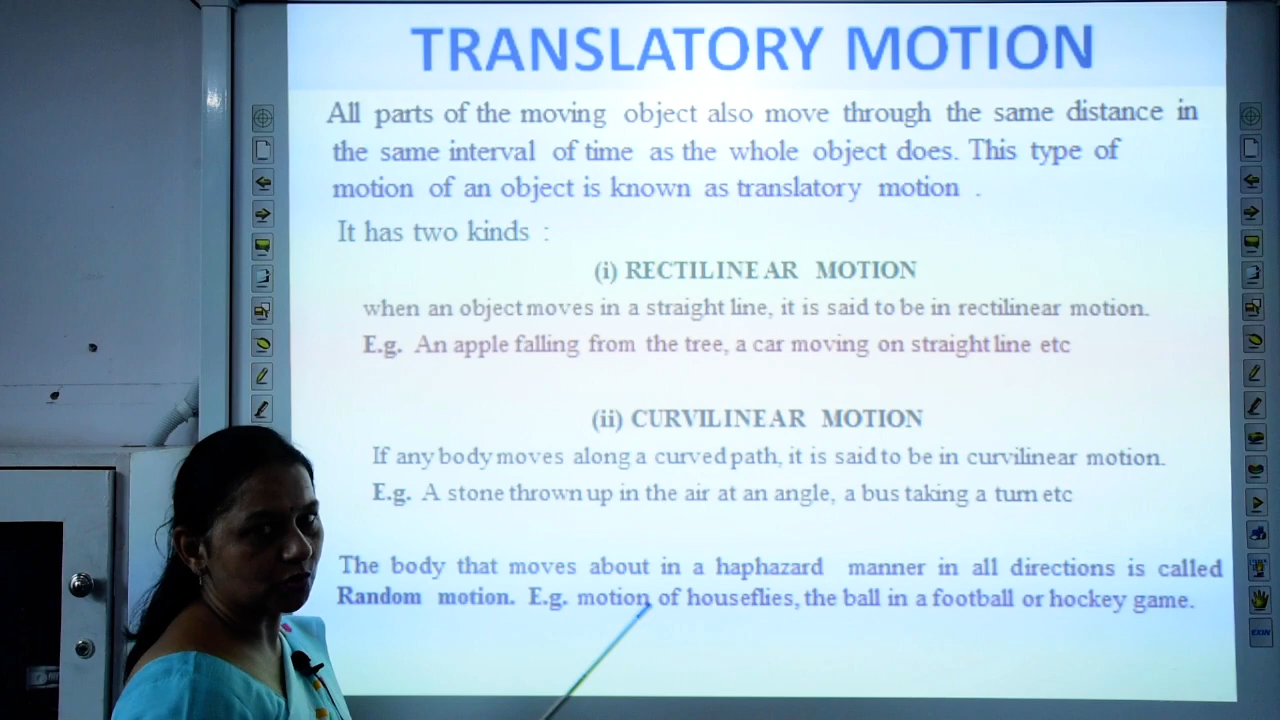 TRANSLATORY MOTION
All parts of the moving object also move through the same distance in
the same interval of time as the whole object does. This type of
motion of an object is known as translatory motion .
It has two kinds :
(i) RECTILINEAR MOTION
when an object moves in a straight line, it is said to be in rectilinear motion.
E.g. An apple falling from the tree, a car moving on straight line etc
(ii) CURVILINEAR MOTION
If any body moves along a curved path, it is said to be in curvilinear motion.
E.g. A stone thrown up in the air at an angle, a bus taking a turn etc
The body that moves about in a haphazard manner in all directions is called
Random motion. E.g. motion of houseflies, the ball in a football or hockey game.